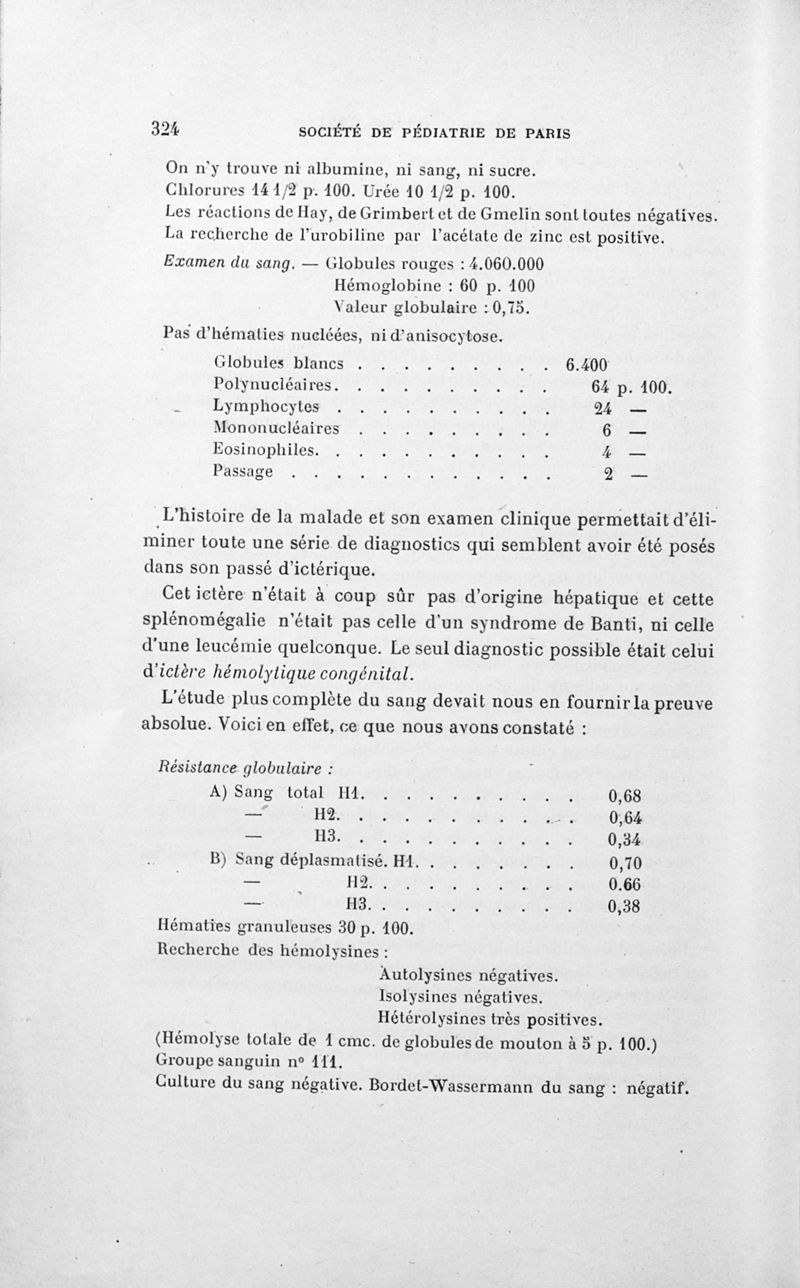 324 SOCIÉTÉ DE PÉDIATRIE DE PARIS
On n'y trouve ni albumine, ni sang, ni sucre.
Chlorures 14 1/2 p. 100. Urée 10 1/2 p. 100.
Les réactions de Hay, de Grimbert et de Gmelin sont toutes négatives.
La recherche de l'urobiline par l'acétate de zinc est positive.
Examen du sang. — Globules rouges : 4.060.000
Hémoglobine : 60 p. 100
Valeur globulaire : 0,75.
Pas d'hématies nucléées, ni d'anisocytose.
Globules blancs . . . . . . . . . 6.400
Polynucléaires. . . . . . . . . . 64 p. 100.
Lymphocytes . . . . . . . . . . 24 —
Mononucléaires . . . . . . . . . 6 —
Eosinophiles. . . . . . . . . . . 4 —
Passage . . . . . . . . . . . . 2 —
L'histoire de la malade et son examen clinique permettait d'éli-
miner toute une série de diagnostics qui semblent avoir été posés
dans son passé d'ictérique.
Cet ictère n'était à coup sûr pas d'origine hépatique et cette
splénomégalie n'était pas celle d'un syndrome de Banti, ni celle
d'une leucémie quelconque. Le seul diagnostic possible était celui
d'ictère hémolytique congénital.
L'étude plus complète du sang devait nous en fournir la preuve
absolue. Voici en effet, ce que nous avons constaté :
Résistance globulaire :
A) Sang total H1. . . . . . . . . . 0,68
— H2. . . . . . . . . . . 0,64
— H3. . . . . . . . . . . 0,34
B) Sang déplasmatisé. H1. . . . . . . . 0,70
— H2. . . . . . . . . . 0.66
— H3. . . . . . . . . . 0,38
Hématies granuleuses 30 p. 100.
Recherche des hémolysines :
Autolysines négatives.
Isolysines négatives.
Hétérolysines très positives.
(Hémolyse totale de 1 cmc. de globules de mouton à 5 p. 100.)
Groupe sanguin n° 111.
Culture du sang négative. Bordet-Wassermann du sang : négatif.